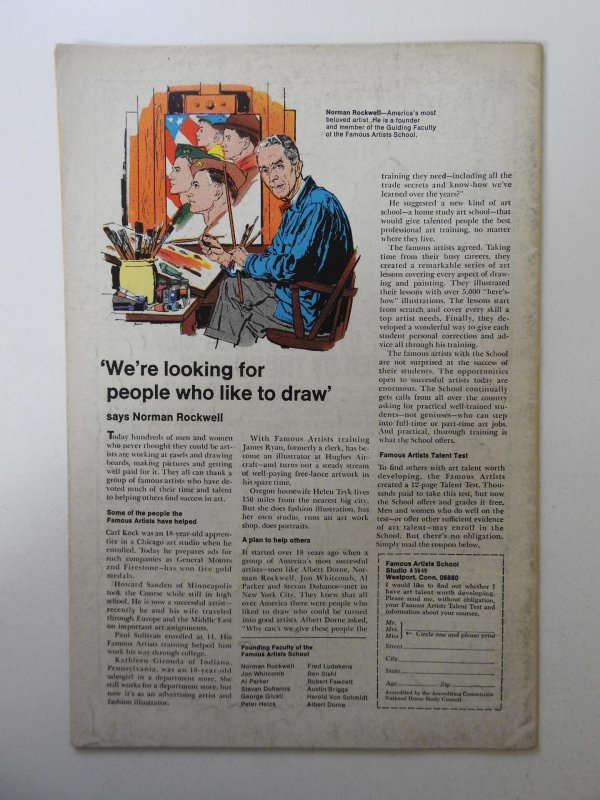 Norman Rockwell—America's most
beloved artist. He is a founder
and member of the Guiding Faculty
of the Famous Artists School.
'We're looking for
people who like to draw'
says Norman Rockwell
Today hundreds of men and women
who never thought they could be art-
ists are working at easels and drawing
boards, making pictures and getting
well paid for it. They all can thank a
group of famous artists who have de-
voted much of their time and talent
to helping others find success in art.
Some of the people the
Famous Artists have helped
Carl Kock was an 18-year-old appren-
tice in a Chicago art studio when he
enrolled. Today he prepares ads for
such companies as General Motors
and Firestone—has won five gold
medals.
Howard Sanden of Minneapolis
took the Course while still in high
school. He is now a successful artist—
recently he and his wife traveled
through Europe and the Middle East
on important art assignments.
Paul Sullivan enrolled at 14. His
Famous Artists training helped him
work his way through college.
Kathleen Gironda of Indiana,
Pennsylvania, was an 18-year-old
salesgirl in a department store. She
still works for a department store, but
now it's as an advertising artist and
fashion illustrator.
With Famous Artists training
James Ryan, formerly a clerk, has be-
come an illustrator at Hughes Air-
craft—and turns out a steady stream
of well-paying free-lance artwork in
his spare time.
Oregon housewife Helen Tryk lives
150 miles from the nearest big city.
But she does fashion illustration, has
her own studio, runs an art work
shop, does portraits.
A plan to help others
It started over 18 years ago when a
group of America's most successful
artists—men like Albert Dorne, Nor-
man Rockwell, Jon Whitcomb, Al
Parker and Stevan Dohanos—met in
New York City. They knew that all
over America there were people who
liked to draw who could be turned
into good artists. Albert Dorne asked,
"Why can't we give these people the
Founding Faculty of the
Famous Artists School
Norman Rockwell
Jon Whitcomb
Al Parker
Stevan Dohanos
George Giusti
Peter Helck
Fred Ludekens
Ben Stahl
Robert Fawcett
Austin Briggs
Harold Von Schmidt
Albert Dorne
training they need—including all the
trade secrets and know-how we've
learned over the years?"
He suggested a new kind of art
school—a home study art school—that
would give talented people the best
professional art training, no matter
where they live.
The famous artists agreed. Taking
time from their busy careers, they
created a remarkable series of art
lessons covering every aspect of draw-
ing and painting. They illustrated
their lessons with over 5,000 "here's
how" illustrations. The lessons start
from scratch and cover every skill a
top artist needs. Finally, they de-
veloped a wonderful way to give each
student personal correction and ad-
vice all through his training.
The famous artists with the School
are not surprised at the success of
their students. The opportunities
open to successful artists today are
enormous. The School continually
gets calls from all over the country
asking for practical well-trained stu-
dents—not geniuses—who can step
into full-time or part-time art jobs.
And practical, thorough training is
what the School offers.
Famous Artists Talent Test
To find others with art talent worth
developing, the Famous Artists
created a 12-page Talent Test. Thou-
sands paid to take this test, but now
the School offers and grades it free.
Men and women who do well on the
test—or offer other sufficient evidence
of art talent—may enroll in the
School. But there's no obligation.
Simply mail the coupon below.
Famous Artists School
Studio A 5949
Westport, Conn. 06880
I would like to find out whether I
have art talent worth developing.
Please send me, without obligation,
your Famous Artists Talent Test and
information about your courses.
Mr.
Mrs.
Miss Circle one and please print
Street
City
State
Age Zip
Accredited by the Accrediting Commission
National Home Study Council.